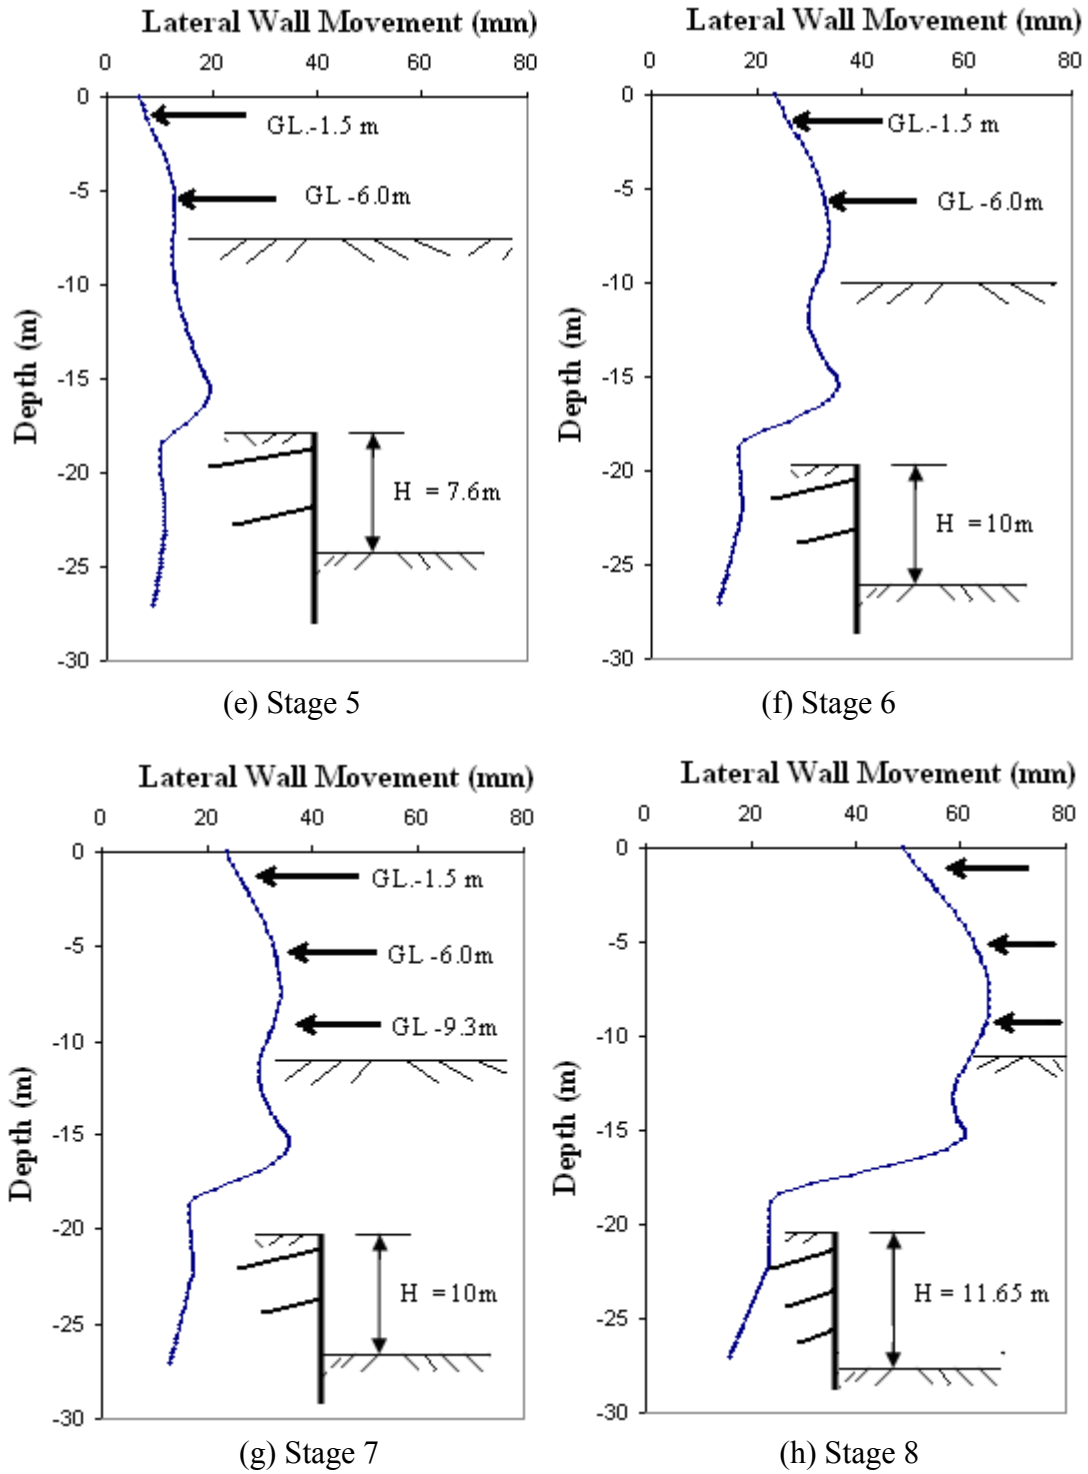 Lateral Wall Movement (mm)
0 20 40 60 80
0
-5
-10
-15
-20
-25
-30
Depth (m)
GL.-1.5 m
GL -6.0m
H = 7.6m
(e) Stage 5
Lateral Wall Movement (mm)
0 20 40 60 80
0
-5
-10
-15
-20
-25
-30
Depth (m)
GL.-1.5 m
GL -6.0m
H = 10m
(f) Stage 6
Lateral Wall Movement (mm)
0 20 40 60 80
0
-5
-10
-15
-20
-25
-30
Depth (m)
GL.-1.5 m
GL -6.0m
GL -9.3m
H = 10m
(g) Stage 7
Lateral Wall Movement (mm)
0 20 40 60 80
0
-5
-10
-15
-20
-25
-30
Depth (m)
H = 11.65 m
(h) Stage 8